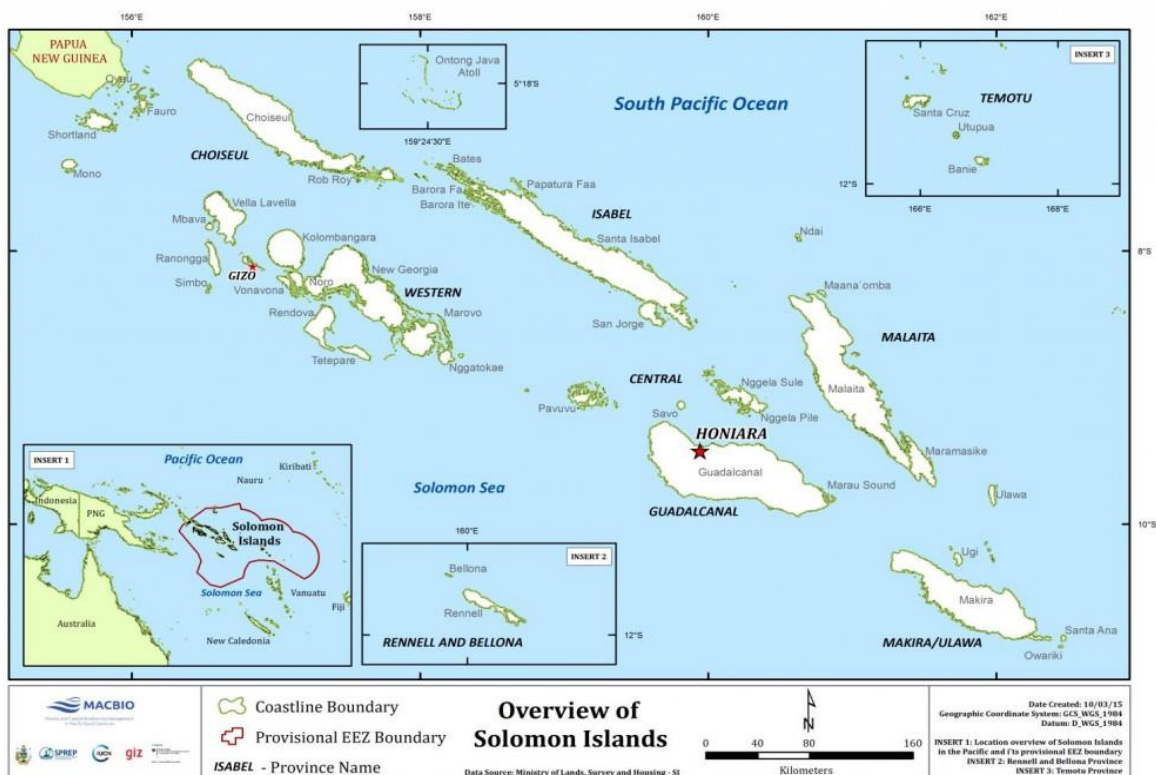 156°E
158°E
160°E
162°E
PAPUA
NEW GUINEA
Ovau
Fauro
Shortland
Mono
Choiseul
CHOISEUL
Rob Roy
Ontong Java
Atoll
5°18'S
159°24'30"E
South Pacific Ocean
INSERT 3
TEMOTU
Santa Cruz
Utupua
Banie
12°S
166°E
168°E
Bates
Papatura Faa
Barora Fa
Barora Ite
ISABEL
Santa Isabel
San Jorge
Vella Lavella
Mbava
Kolombangara
Ranongga
GIZO
Simbo
Vonavona
Noro
New Georgia
WESTERN
Rendova
Marovo
Tetepare
Nggatokae
Ndai
8°S
Maana'omba
MALAITA
Malaita
CENTRAL
Nggela Sule
Pavuvu
Savo
Nggela Pile
HONIARA
Guadalcanal
GUADALCANAL
Marau Sound
Maramasike
Ulawa
10°S
Ugi
Makira
MAKIRA/ULAWA
Santa Ana
Owariki
Solomon Sea
INSERT 1
Pacific Ocean
Kiribati
Nauru
Indonesia
PNG
Solomon
Islands
Solomon Sea
Vanuatu
Fiji
Australia
New Caledonia
160°E
INSERT 2
Bellona
Rennell
12°S
RENNELL AND BELLONA
MACBIO
SPREP
IUCN
giz
Coastline Boundary
Provisional EEZ Boundary
ISABEL - Province Name
Overview of
Solomon Islands
Data Source: Ministry of Lands, Survey and Housing - SI
N
0 40 80 160
Kilometers
Date Created: 10/03/15
Geographic Coordinate System: GCS_WGS_1984
Datum: D_WGS_1984
INSERT 1: Location overview of Solomon Islands
in the Pacific and i'ts provisional EEZ boundary
INSERT 2: Rennell and Bellona Province
INSERT 3: Temotu Province